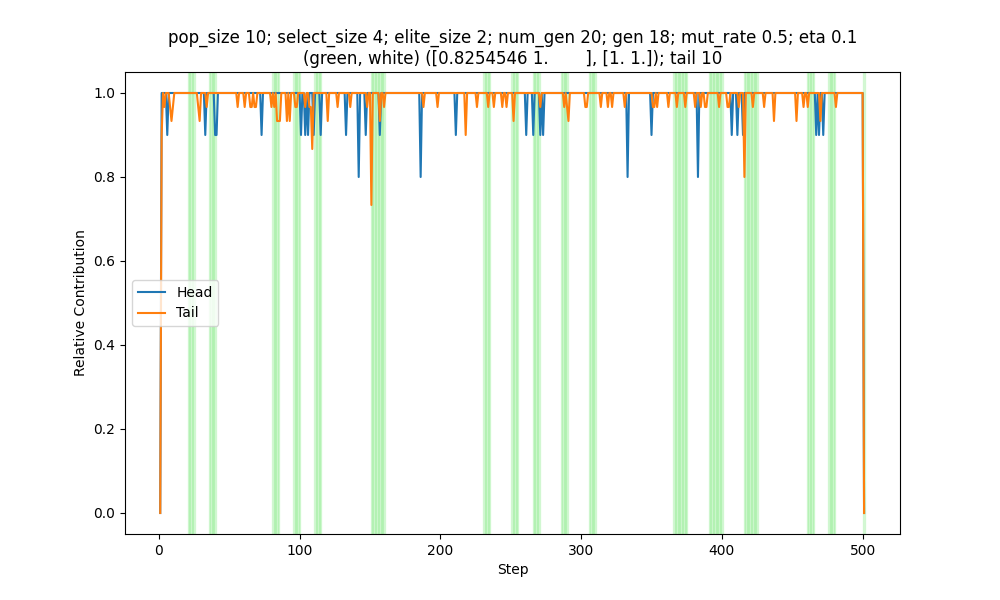 pop_size 10; select_size 4; elite_size 2; num_gen 20; gen 18; mut_rate 0.5; eta 0.1
(green, white) ([0.8254546 1.       ], [1. 1.]); tail 10
1.0
0.8
0.6
0.4
0.2
0.0
Relative Contribution
Head
Tail
0
100
200
300
400
500
Step